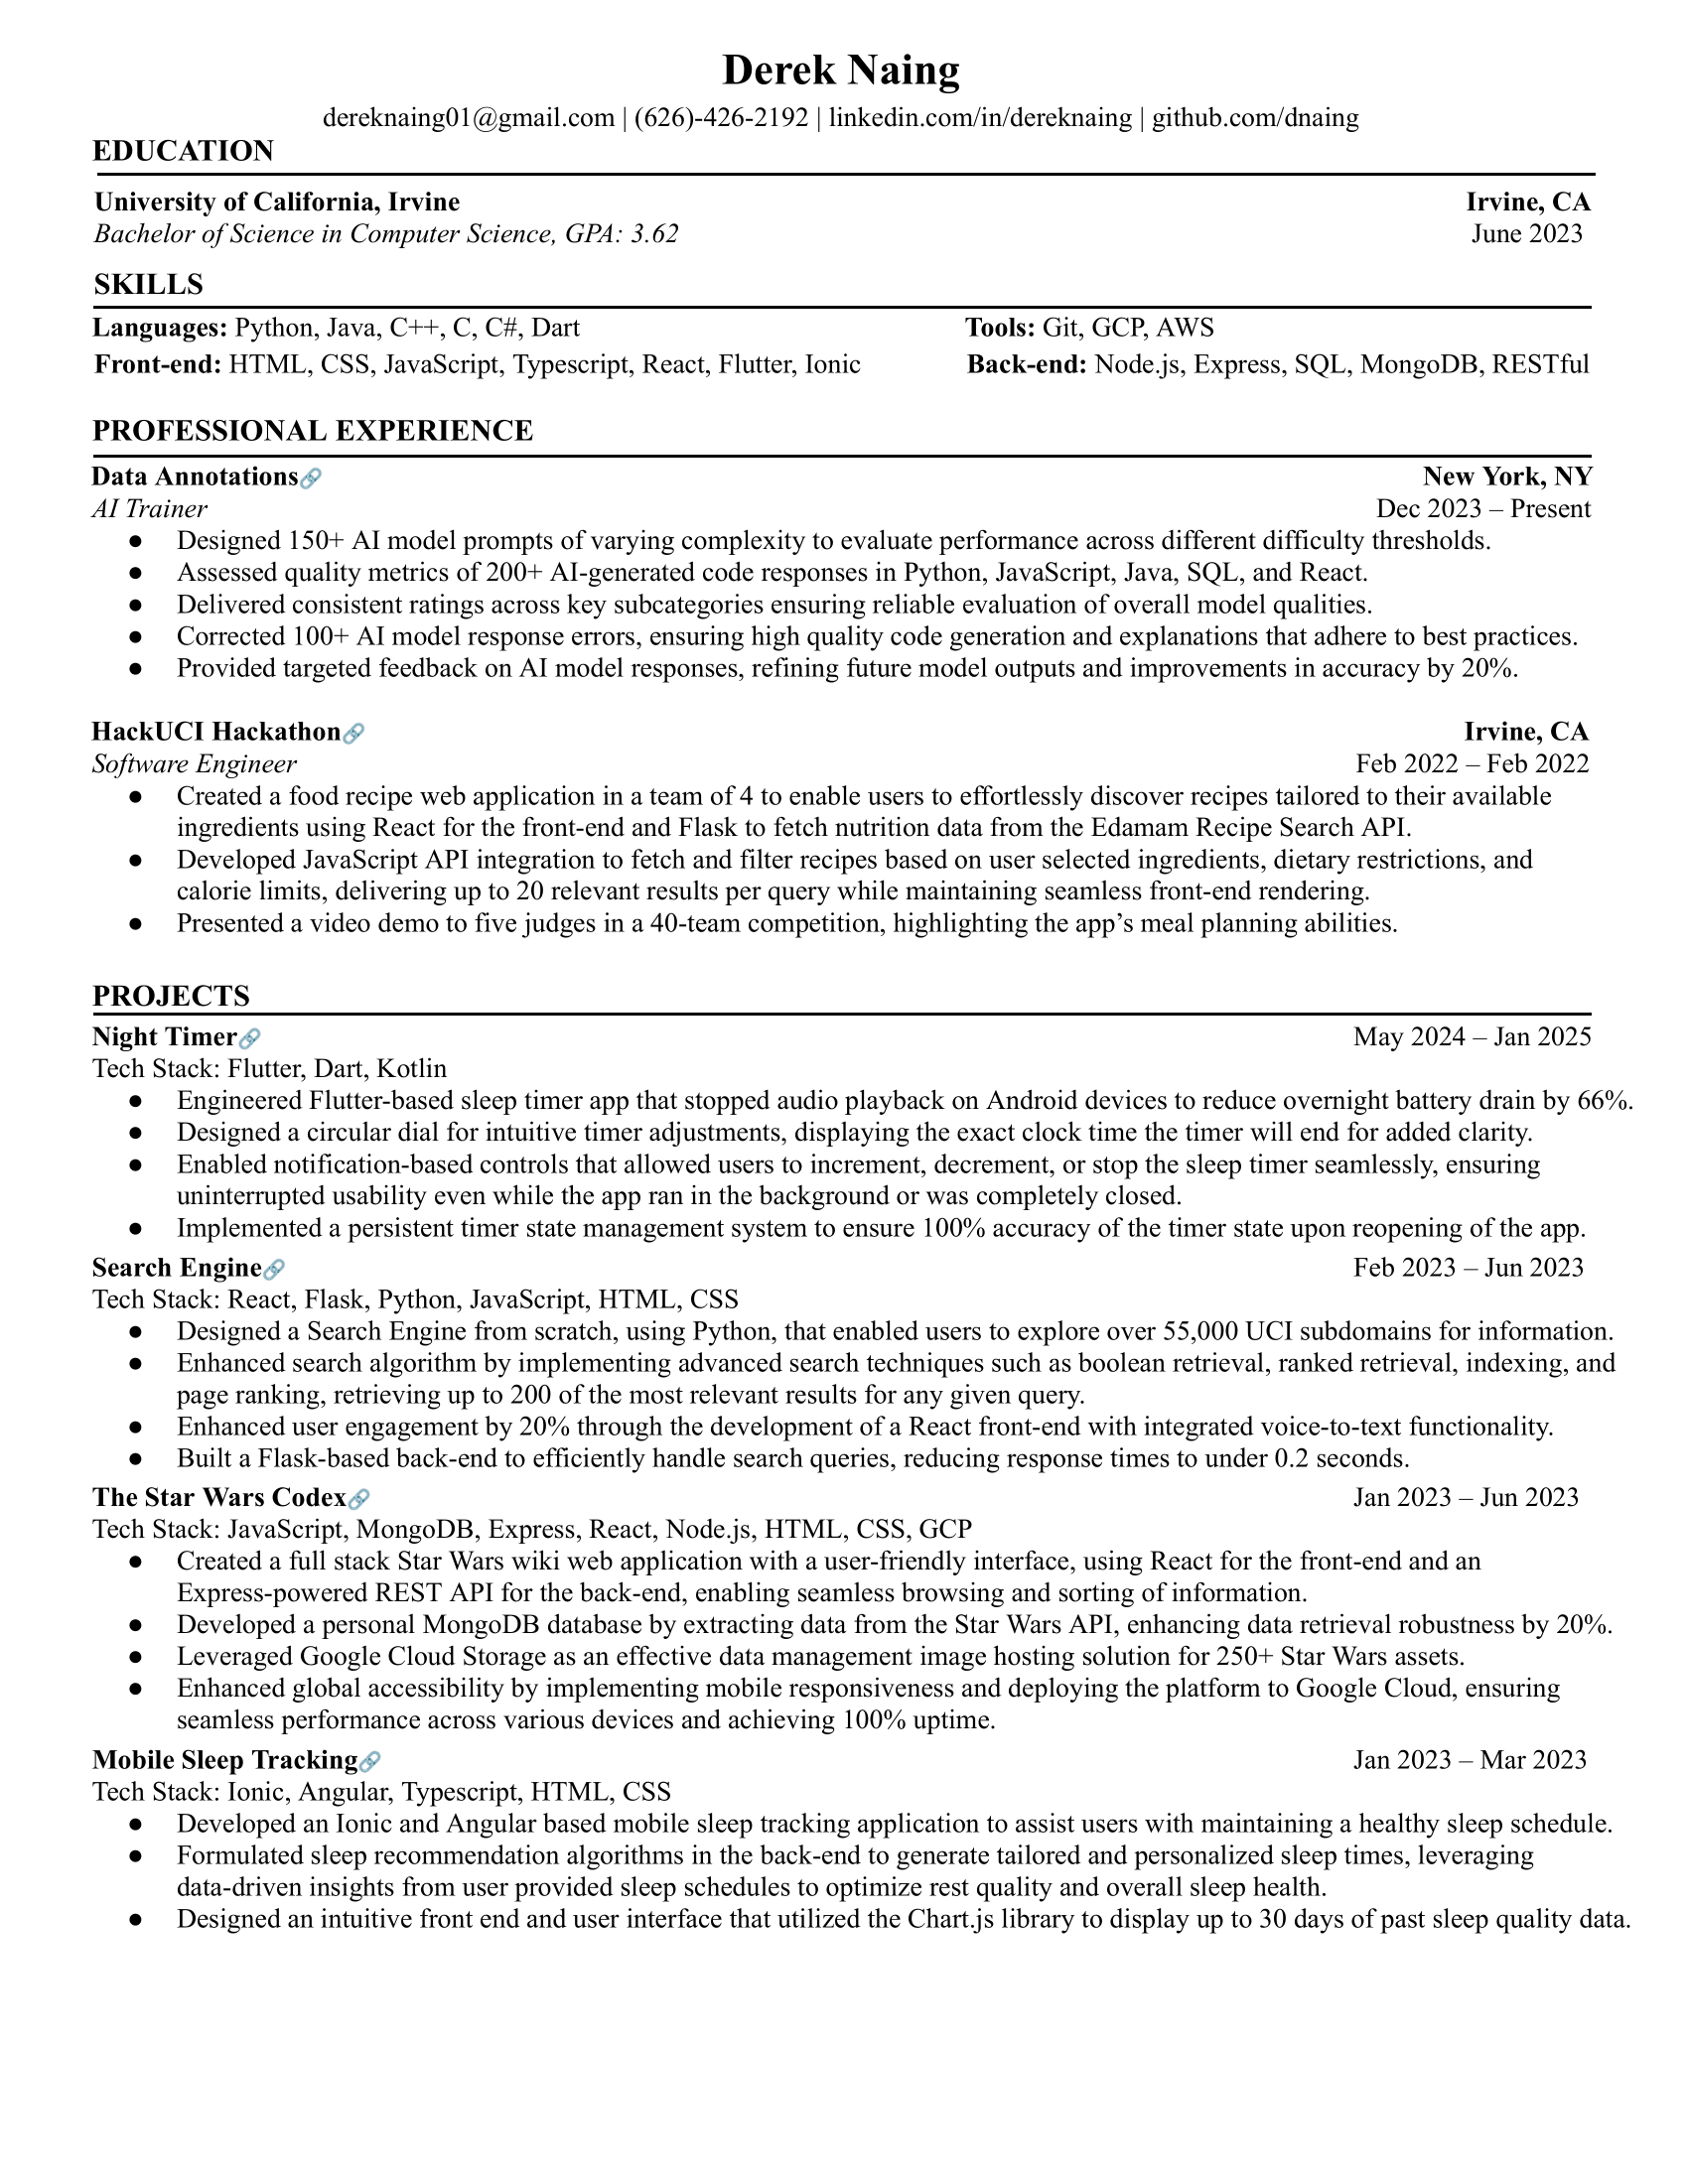 Derek Naing
dereknaing01@gmail.com | (626)-426-2192 | linkedin.com/in/dereknaing | github.com/dnaing
EDUCATION
University of California, Irvine Irvine, CA
Bachelor of Science in Computer Science, GPA: 3.62 June 2023
SKILLS
Languages: Python, Java, C++, C, C#, Dart Tools: Git, GCP, AWS
Front-end: HTML, CSS, JavaScript, Typescript, React, Flutter, Ionic Back-end: Node.js, Express, SQL, MongoDB, RESTful
PROFESSIONAL EXPERIENCE
Data Annotations🔗 New York, NY
AI Trainer Dec 2023 – Present
● Designed 150+ AI model prompts of varying complexity to evaluate performance across different difficulty thresholds.
● Assessed quality metrics of 200+ AI-generated code responses in Python, JavaScript, Java, SQL, and React.
● Delivered consistent ratings across key subcategories ensuring reliable evaluation of overall model qualities.
● Corrected 100+ AI model response errors, ensuring high quality code generation and explanations that adhere to best practices.
● Provided targeted feedback on AI model responses, refining future model outputs and improvements in accuracy by 20%.
HackUCI Hackathon🔗 Irvine, CA
Software Engineer Feb 2022 – Feb 2022
● Created a food recipe web application in a team of 4 to enable users to effortlessly discover recipes tailored to their available
ingredients using React for the front-end and Flask to fetch nutrition data from the Edamam Recipe Search API.
● Developed JavaScript API integration to fetch and filter recipes based on user selected ingredients, dietary restrictions, and
calorie limits, delivering up to 20 relevant results per query while maintaining seamless front-end rendering.
● Presented a video demo to five judges in a 40-team competition, highlighting the app’s meal planning abilities.
PROJECTS
Night Timer🔗 May 2024 – Jan 2025
Tech Stack: Flutter, Dart, Kotlin
● Engineered Flutter-based sleep timer app that stopped audio playback on Android devices to reduce overnight battery drain by 66%.
● Designed a circular dial for intuitive timer adjustments, displaying the exact clock time the timer will end for added clarity.
● Enabled notification-based controls that allowed users to increment, decrement, or stop the sleep timer seamlessly, ensuring
uninterrupted usability even while the app ran in the background or was completely closed.
● Implemented a persistent timer state management system to ensure 100% accuracy of the timer state upon reopening of the app.
Search Engine🔗 Feb 2023 – Jun 2023
Tech Stack: React, Flask, Python, JavaScript, HTML, CSS
● Designed a Search Engine from scratch, using Python, that enabled users to explore over 55,000 UCI subdomains for information.
● Enhanced search algorithm by implementing advanced search techniques such as boolean retrieval, ranked retrieval, indexing, and
page ranking, retrieving up to 200 of the most relevant results for any given query.
● Enhanced user engagement by 20% through the development of a React front-end with integrated voice-to-text functionality.
● Built a Flask-based back-end to efficiently handle search queries, reducing response times to under 0.2 seconds.
The Star Wars Codex🔗 Jan 2023 – Jun 2023
Tech Stack: JavaScript, MongoDB, Express, React, Node.js, HTML, CSS, GCP
● Created a full stack Star Wars wiki web application with a user-friendly interface, using React for the front-end and an
Express-powered REST API for the back-end, enabling seamless browsing and sorting of information.
● Developed a personal MongoDB database by extracting data from the Star Wars API, enhancing data retrieval robustness by 20%.
● Leveraged Google Cloud Storage as an effective data management image hosting solution for 250+ Star Wars assets.
● Enhanced global accessibility by implementing mobile responsiveness and deploying the platform to Google Cloud, ensuring
seamless performance across various devices and achieving 100% uptime.
Mobile Sleep Tracking🔗 Jan 2023 – Mar 2023
Tech Stack: Ionic, Angular, Typescript, HTML, CSS
● Developed an Ionic and Angular based mobile sleep tracking application to assist users with maintaining a healthy sleep schedule.
● Formulated sleep recommendation algorithms in the back-end to generate tailored and personalized sleep times, leveraging
data-driven insights from user provided sleep schedules to optimize rest quality and overall sleep health.
● Designed an intuitive front end and user interface that utilized the Chart.js library to display up to 30 days of past sleep quality data.